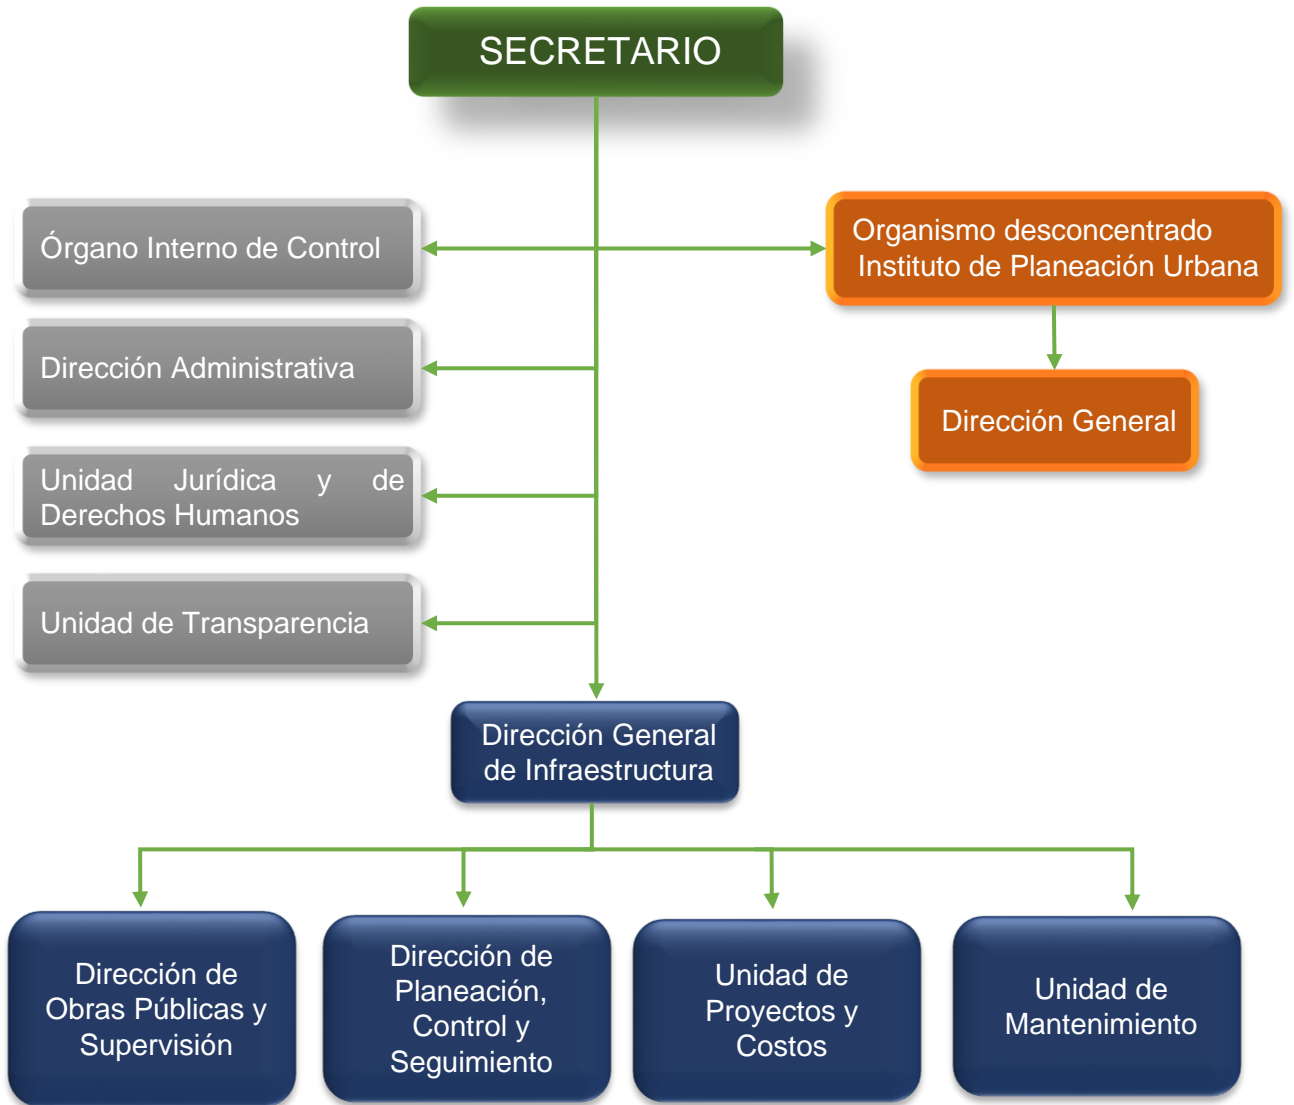 SECRETARIO
Órgano Interno de Control
Organismo desconcentrado
Instituto de Planeación Urbana
Dirección Administrativa
Dirección General
Unidad Jurídica y de
Derechos Humanos
Unidad de Transparencia
Dirección General
de Infraestructura
Dirección de
Obras Públicas y
Supervisión
Dirección de
Planeación,
Control y
Seguimiento
Unidad de
Proyectos y
Costos
Unidad de
Mantenimiento